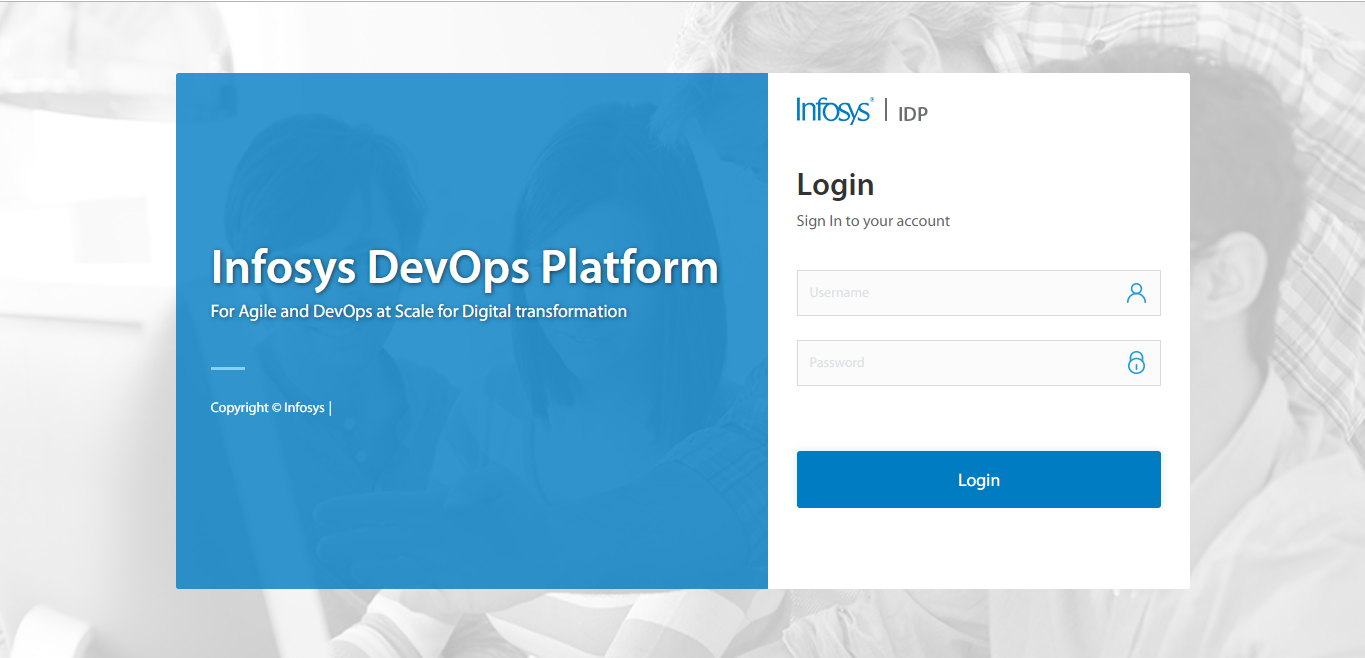 Infosys DevOps Platform
For Agile and DevOps at Scale for Digital transformation
Copyright © Infosys |
Infosys® | IDP
Login
Sign In to your account
Username
Password
Login